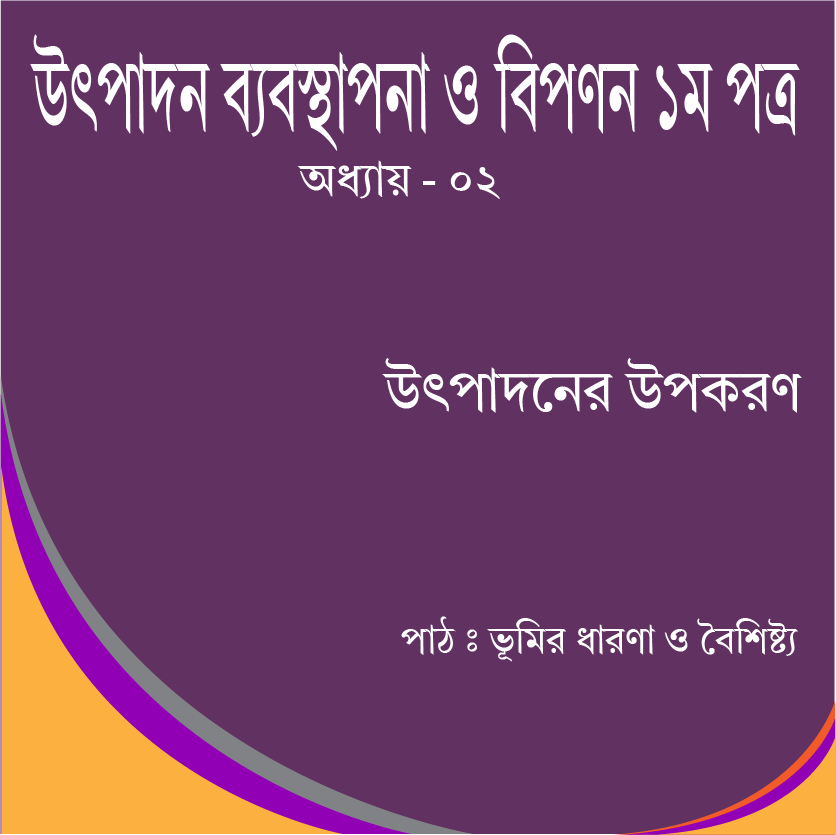 উৎপাদন ব্যবস্থাপনা ও বিপণন ১ম পত্র
অধ্যায় - ০২
উৎপাদনের উপকরণ
পাঠ ঃ ভূমির ধারণা ও বৈশিষ্ট্য